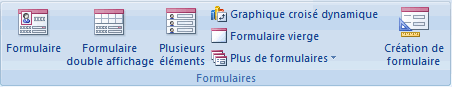 Formulaire
Formulaire
double affichage
Plusieurs
éléments
Graphique croisé dynamique
Formulaire vierge
Plus de formulaires
Création de
formulaire
Formulaires